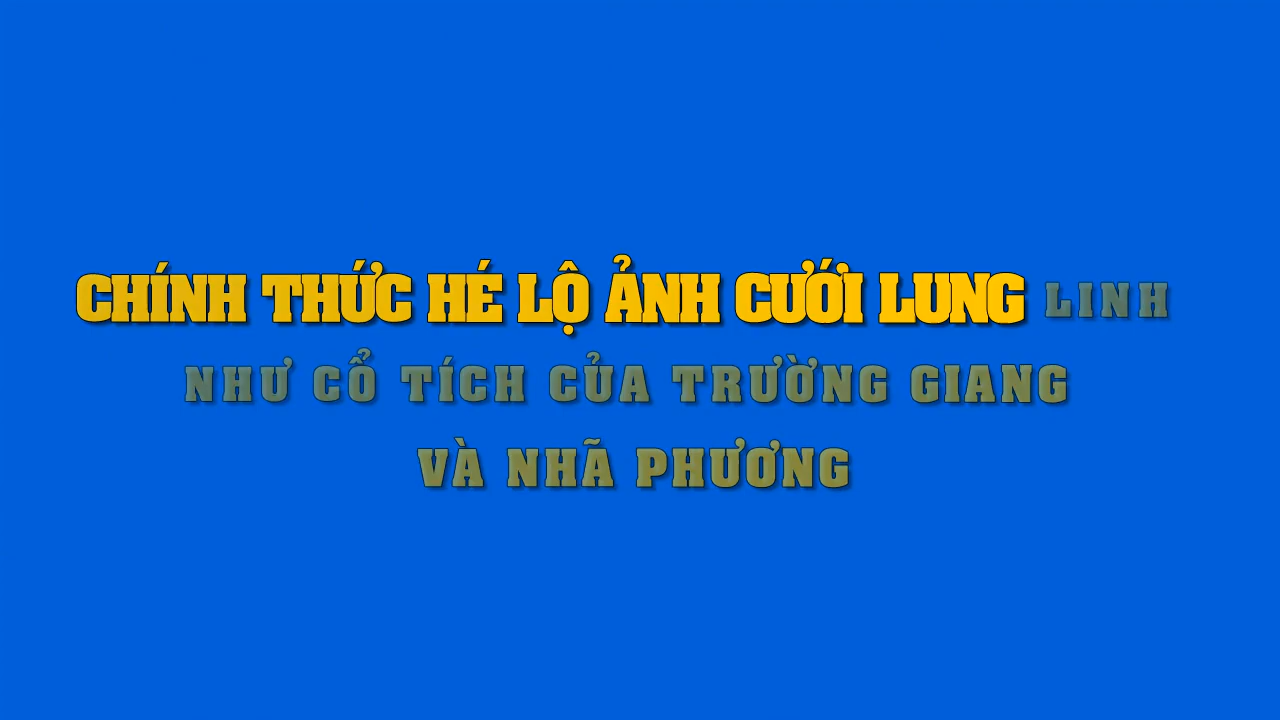 CHÍNH THỨC HÉ LỘ ẢNH CƯỚI LUNG LINH
NHƯ CỔ TÍCH CỦA TRƯỜNG GIANG
VÀ NHÃ PHƯƠNG